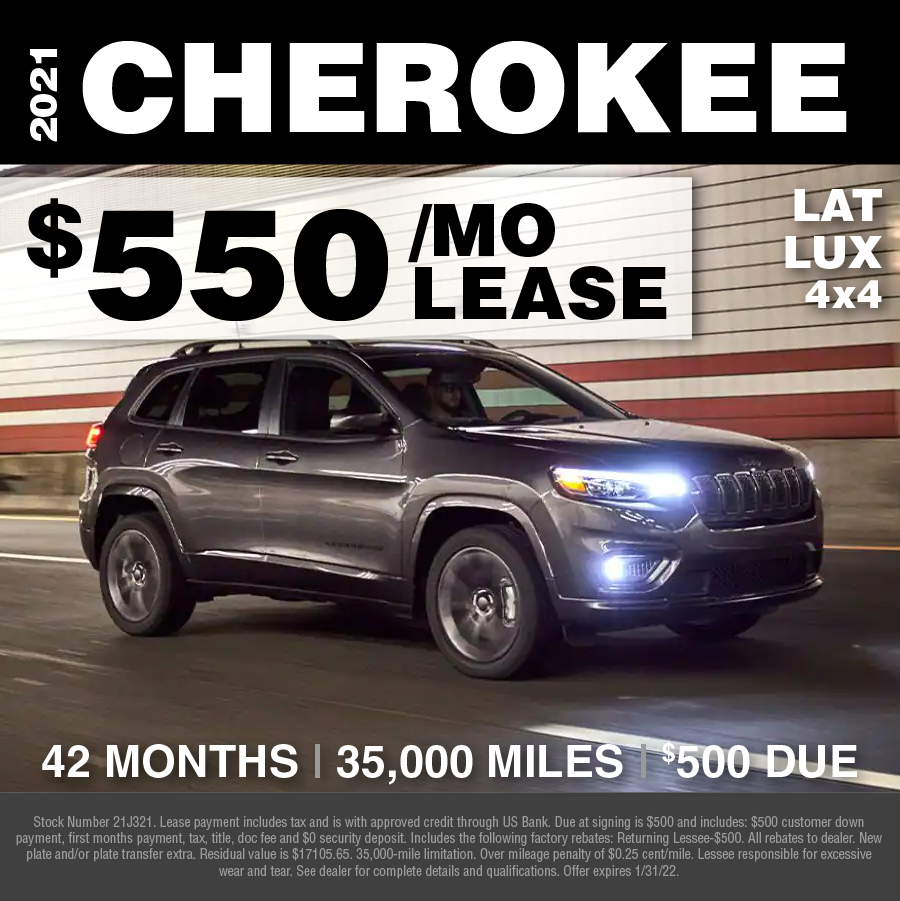 2021 CHEROKEE
$550 /MO
LEASE
LAT
LUX
4x4
42 MONTHS | 35,000 MILES | $500 DUE
Stock Number 21J321. Lease payment includes tax and is with approved credit through US Bank. Due at signing is $500 and includes: $500 customer down
payment, first months payment, tax, title, doc fee and $0 security deposit. Includes the following factory rebates: Returning Lessee-$500. All rebates to dealer. New
plate and/or plate transfer extra. Residual value is $17105.65. 35,000-mile limitation. Over mileage penalty of $0.25 cent/mile. Lessee responsible for excessive
wear and tear. See dealer for complete details and qualifications. Offer expires 1/31/22.